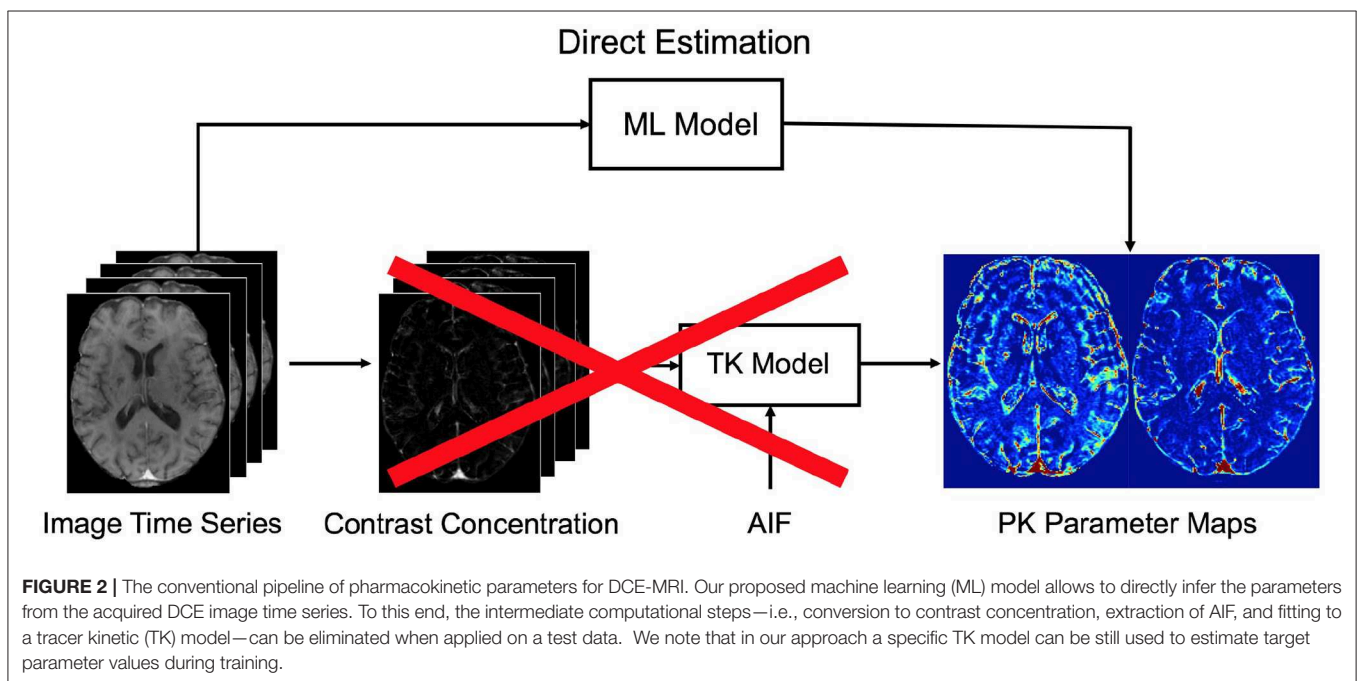 Direct Estimation
ML Model
TK Model
Image Time Series
Contrast Concentration
AIF
PK Parameter Maps
FIGURE 2 | The conventional pipeline of pharmacokinetic parameters for DCE-MRI. Our proposed machine learning (ML) model allows to directly infer the parameters
from the acquired DCE image time series. To this end, the intermediate computational steps—i.e., conversion to contrast concentration, extraction of AIF, and fitting to
a tracer kinetic (TK) model—can be eliminated when applied on a test data. We note that in our approach a specific TK model can be still used to estimate target
parameter values during training.